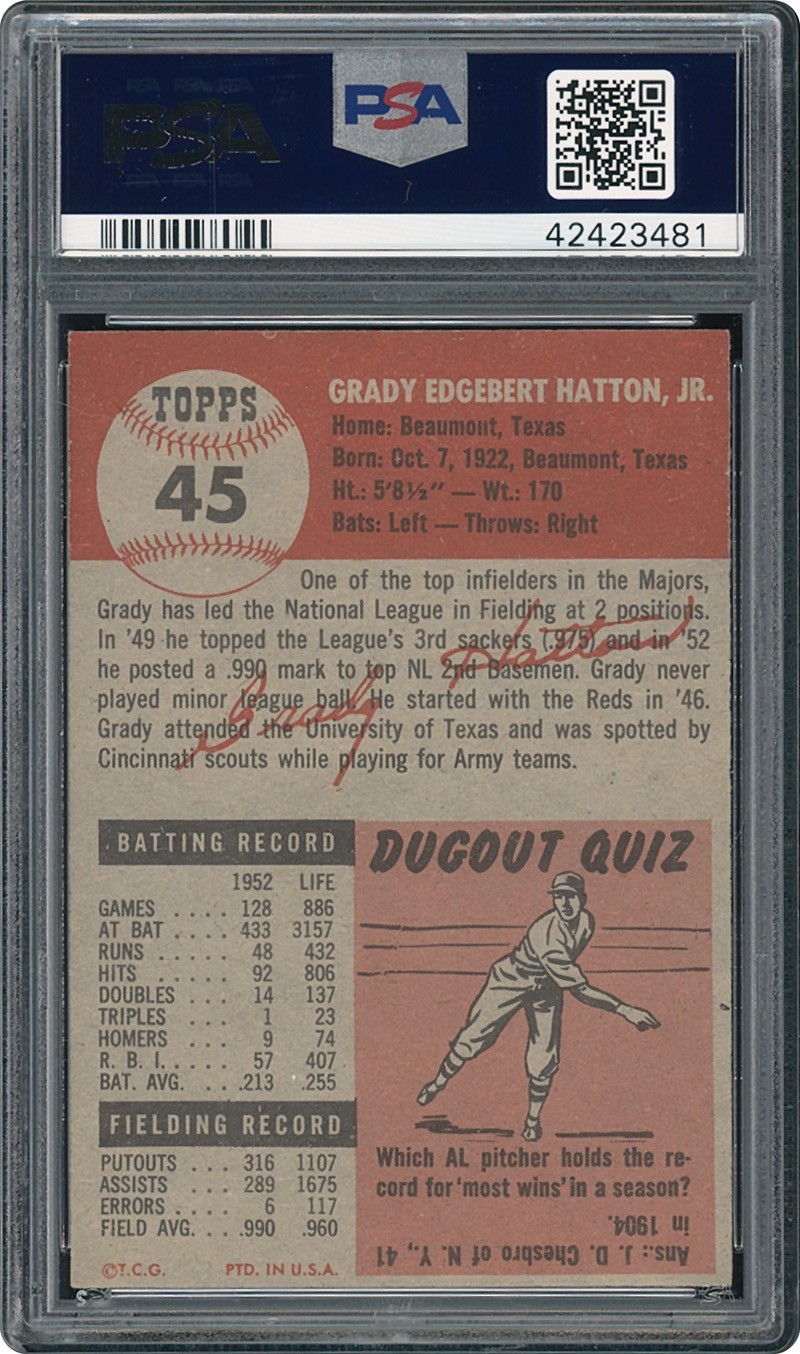 PSA
PSA
42423481
TOPPS
45
GRADY EDGEBERT HATTON, JR.
Home: Beaumont, Texas
Born: Oct. 7, 1922, Beaumont, Texas
Ht.: 5'8½" — Wt.: 170
Bats: Left — Throws: Right
One of the top infielders in the Majors,
Grady has led the National League in Fielding at 2 positions.
In '49 he topped the League's 3rd sackers (.975) and in '52
he posted a .990 mark to top NL 2nd Basemen. Grady never
played minor league ball. He started with the Reds in '46.
Grady attended the University of Texas and was spotted by
Cincinnati scouts while playing for Army teams.
Grady Hatton
BATTING RECORD
1952 LIFE
GAMES .... 128 886
AT BAT .... 433 3157
RUNS ..... 48 432
HITS ..... 92 806
DOUBLES ... 14 137
TRIPLES ... 1 23
HOMERS ... 9 74
R. B. I. .... 57 407
BAT. AVG. ... .213 .255
FIELDING RECORD
PUTOUTS ... 316 1107
ASSISTS ... 289 1675
ERRORS .... 6 117
FIELD AVG. ... .990 .960
©T.C.G. PTD. IN U.S.A.
DUGOUT QUIZ
Which AL pitcher holds the re-
cord for 'most wins' in a season?
Ans.: J. D. Chesbro of N. Y., 41
in 1904.